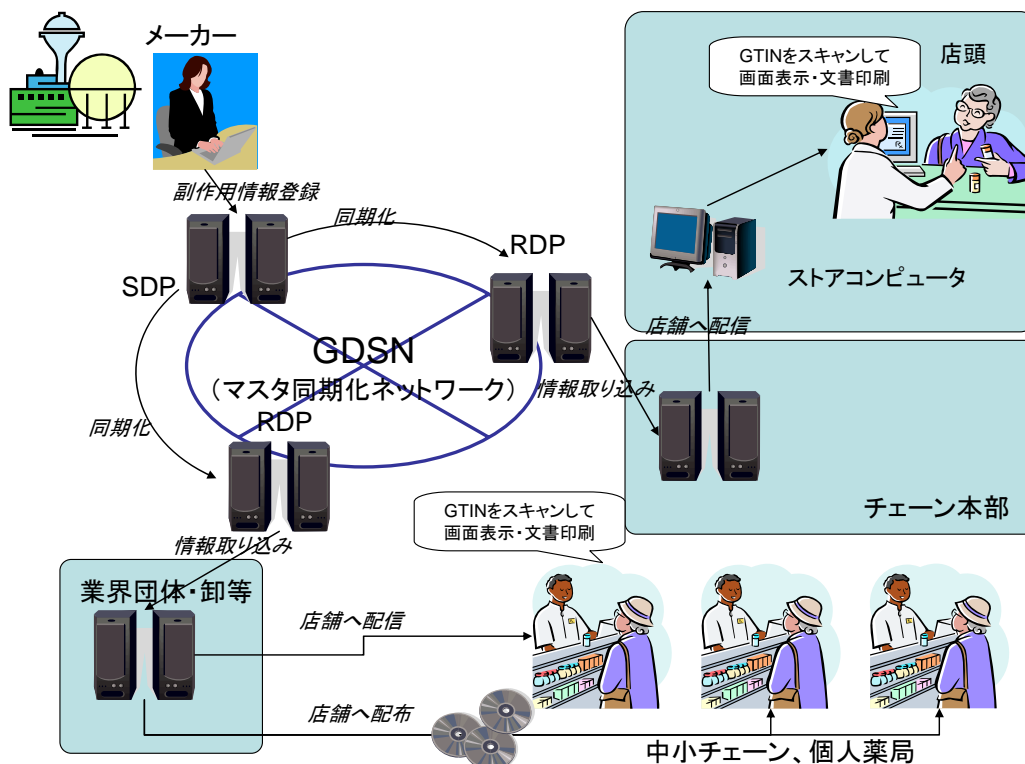 メーカー
GTINをスキャンして
画面表示・文書印刷
店頭
副作用情報登録
同期化
RDP
SDP
ストアコンピュータ
店舗へ配信
GDSN
(マスタ同期化ネットワーク)
情報取り込み
同期化
RDP
チェーン本部
GTINをスキャンして
画面表示・文書印刷
情報取り込み
業界団体・卸等
店舗へ配信
店舗へ配布
中小チェーン、個人薬局